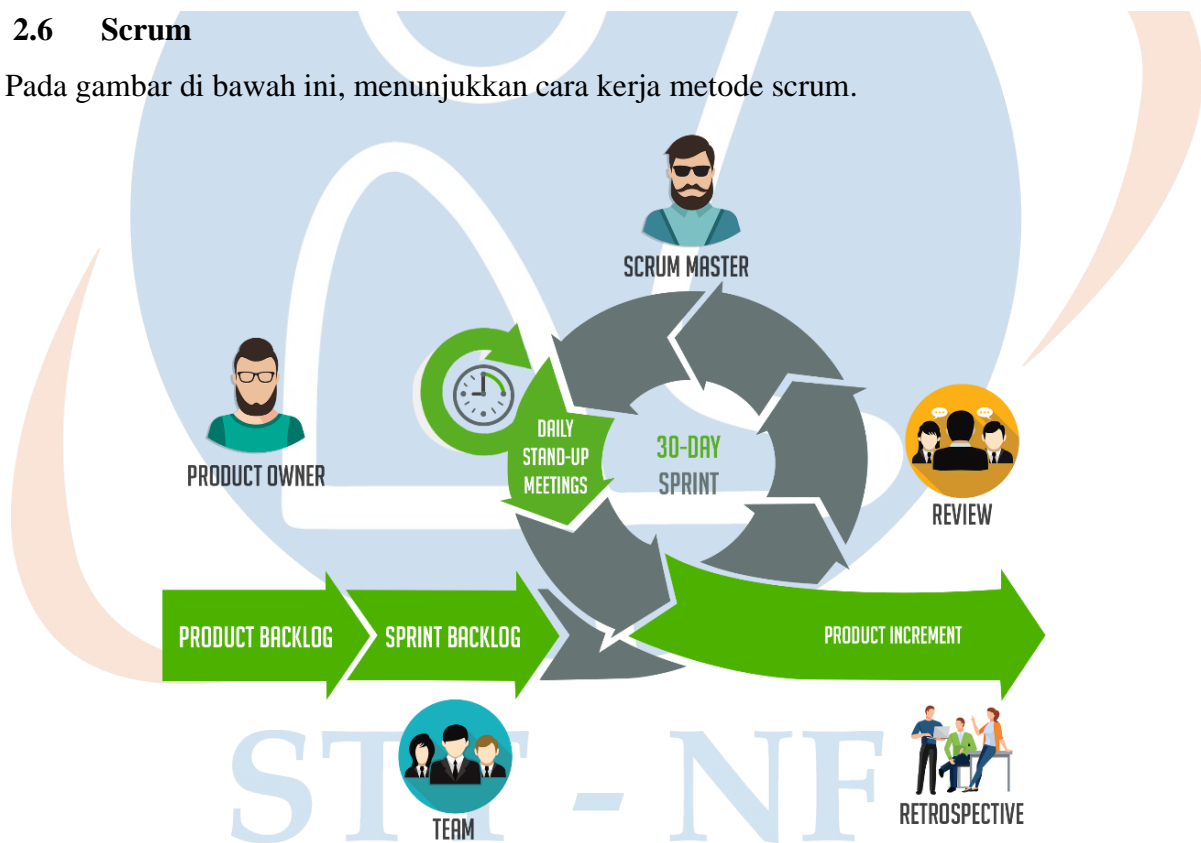 2.6 Scrum
Pada gambar di bawah ini, menunjukkan cara kerja metode scrum.
SCRUM MASTER
PRODUCT OWNER
DAILY
STAND-UP
MEETINGS
30-DAY
SPRINT
REVIEW
PRODUCT BACKLOG
SPRINT BACKLOG
PRODUCT INCREMENT
TEAM
RETROSPECTIVE
STT - NF